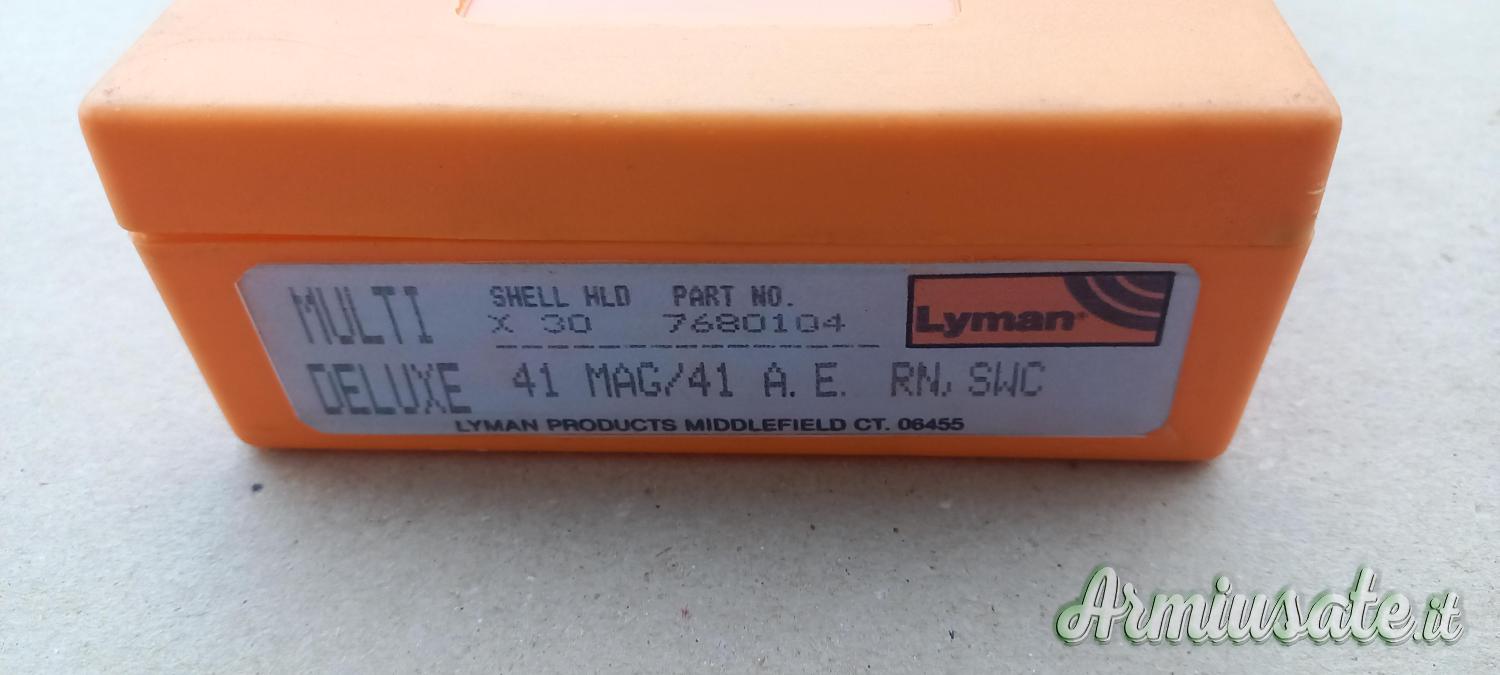 MULTI
DELUXE
SHELL HLD PART NO.
X 30 7680104
41 MAG/41 A.E. RN, SWC
LYMAN PRODUCTS MIDDLEFIELD CT. 06455
Lyman®
Armiusate.it